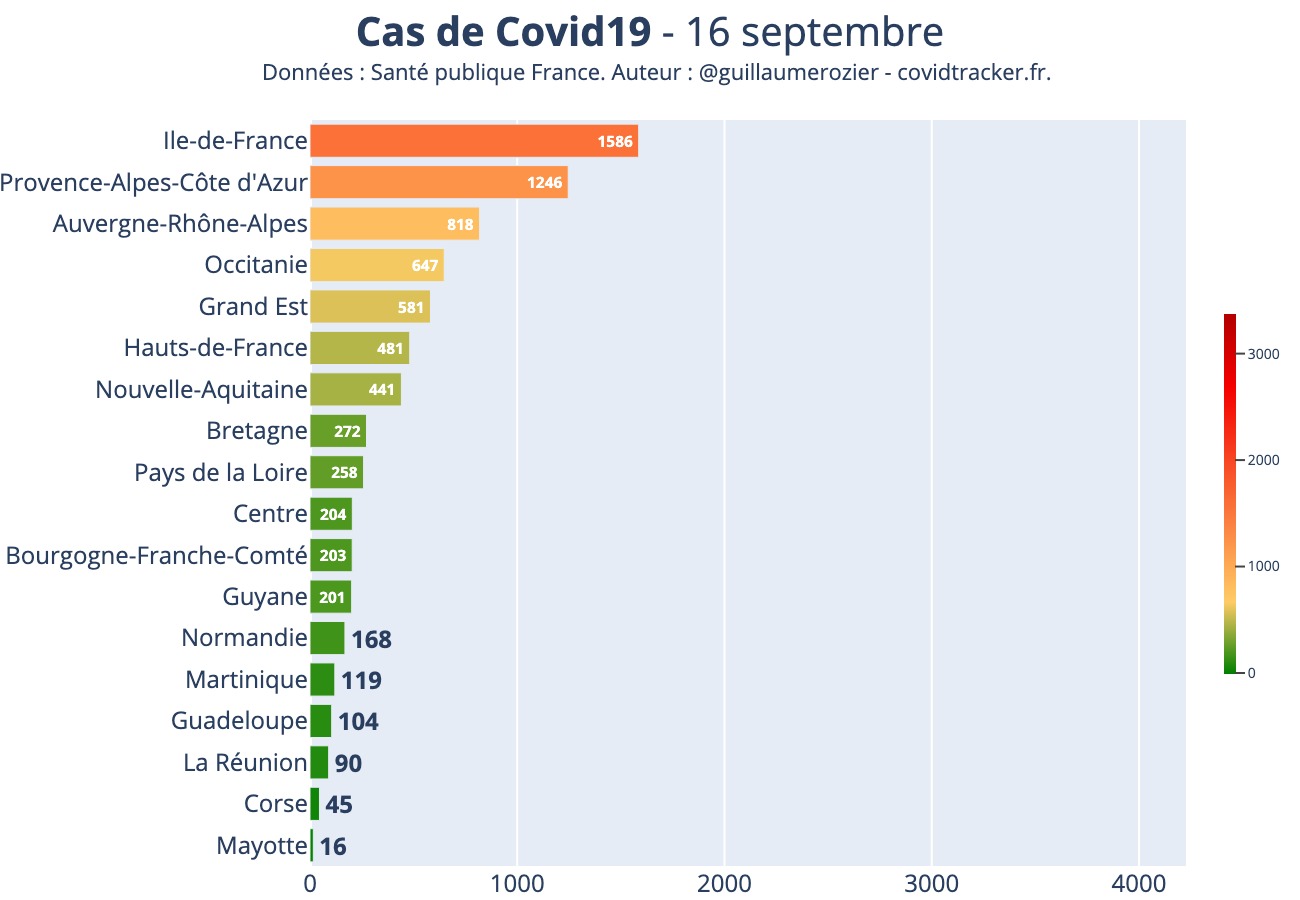 Cas de Covid19 - 16 septembre
Données : Santé publique France. Auteur : @guillaumerozier - covidtracker.fr.
Ile-de-France 1586
Provence-Alpes-Côte d'Azur 1246
Auvergne-Rhône-Alpes 818
Occitanie 647
Grand Est 581
Hauts-de-France 481
Nouvelle-Aquitaine 441
Bretagne 272
Pays de la Loire 258
Centre 204
Bourgogne-Franche-Comté 203
Guyane 201
Normandie 168
Martinique 119
Guadeloupe 104
La Réunion 90
Corse 45
Mayotte 16
0 1000 2000 3000 4000
3000
2000
1000
0